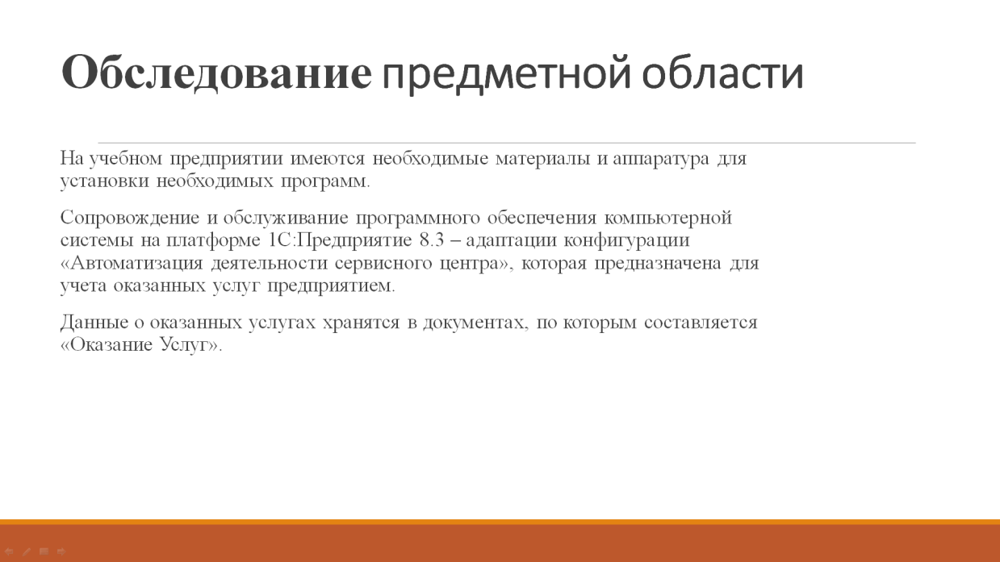 Обследование предметной области
На учебном предприятии имеются необходимые материалы и аппаратура для
установки необходимых программ.
Сопровождение и обслуживание программного обеспечения компьютерной
системы на платформе 1С:Предприятие 8.3 – адаптации конфигурации
«Автоматизация деятельности сервисного центра», которая предназначена для
учета оказанных услуг предприятием.
Данные о оказанных услугах хранятся в документах, по которым составляется
«Оказание Услуг».